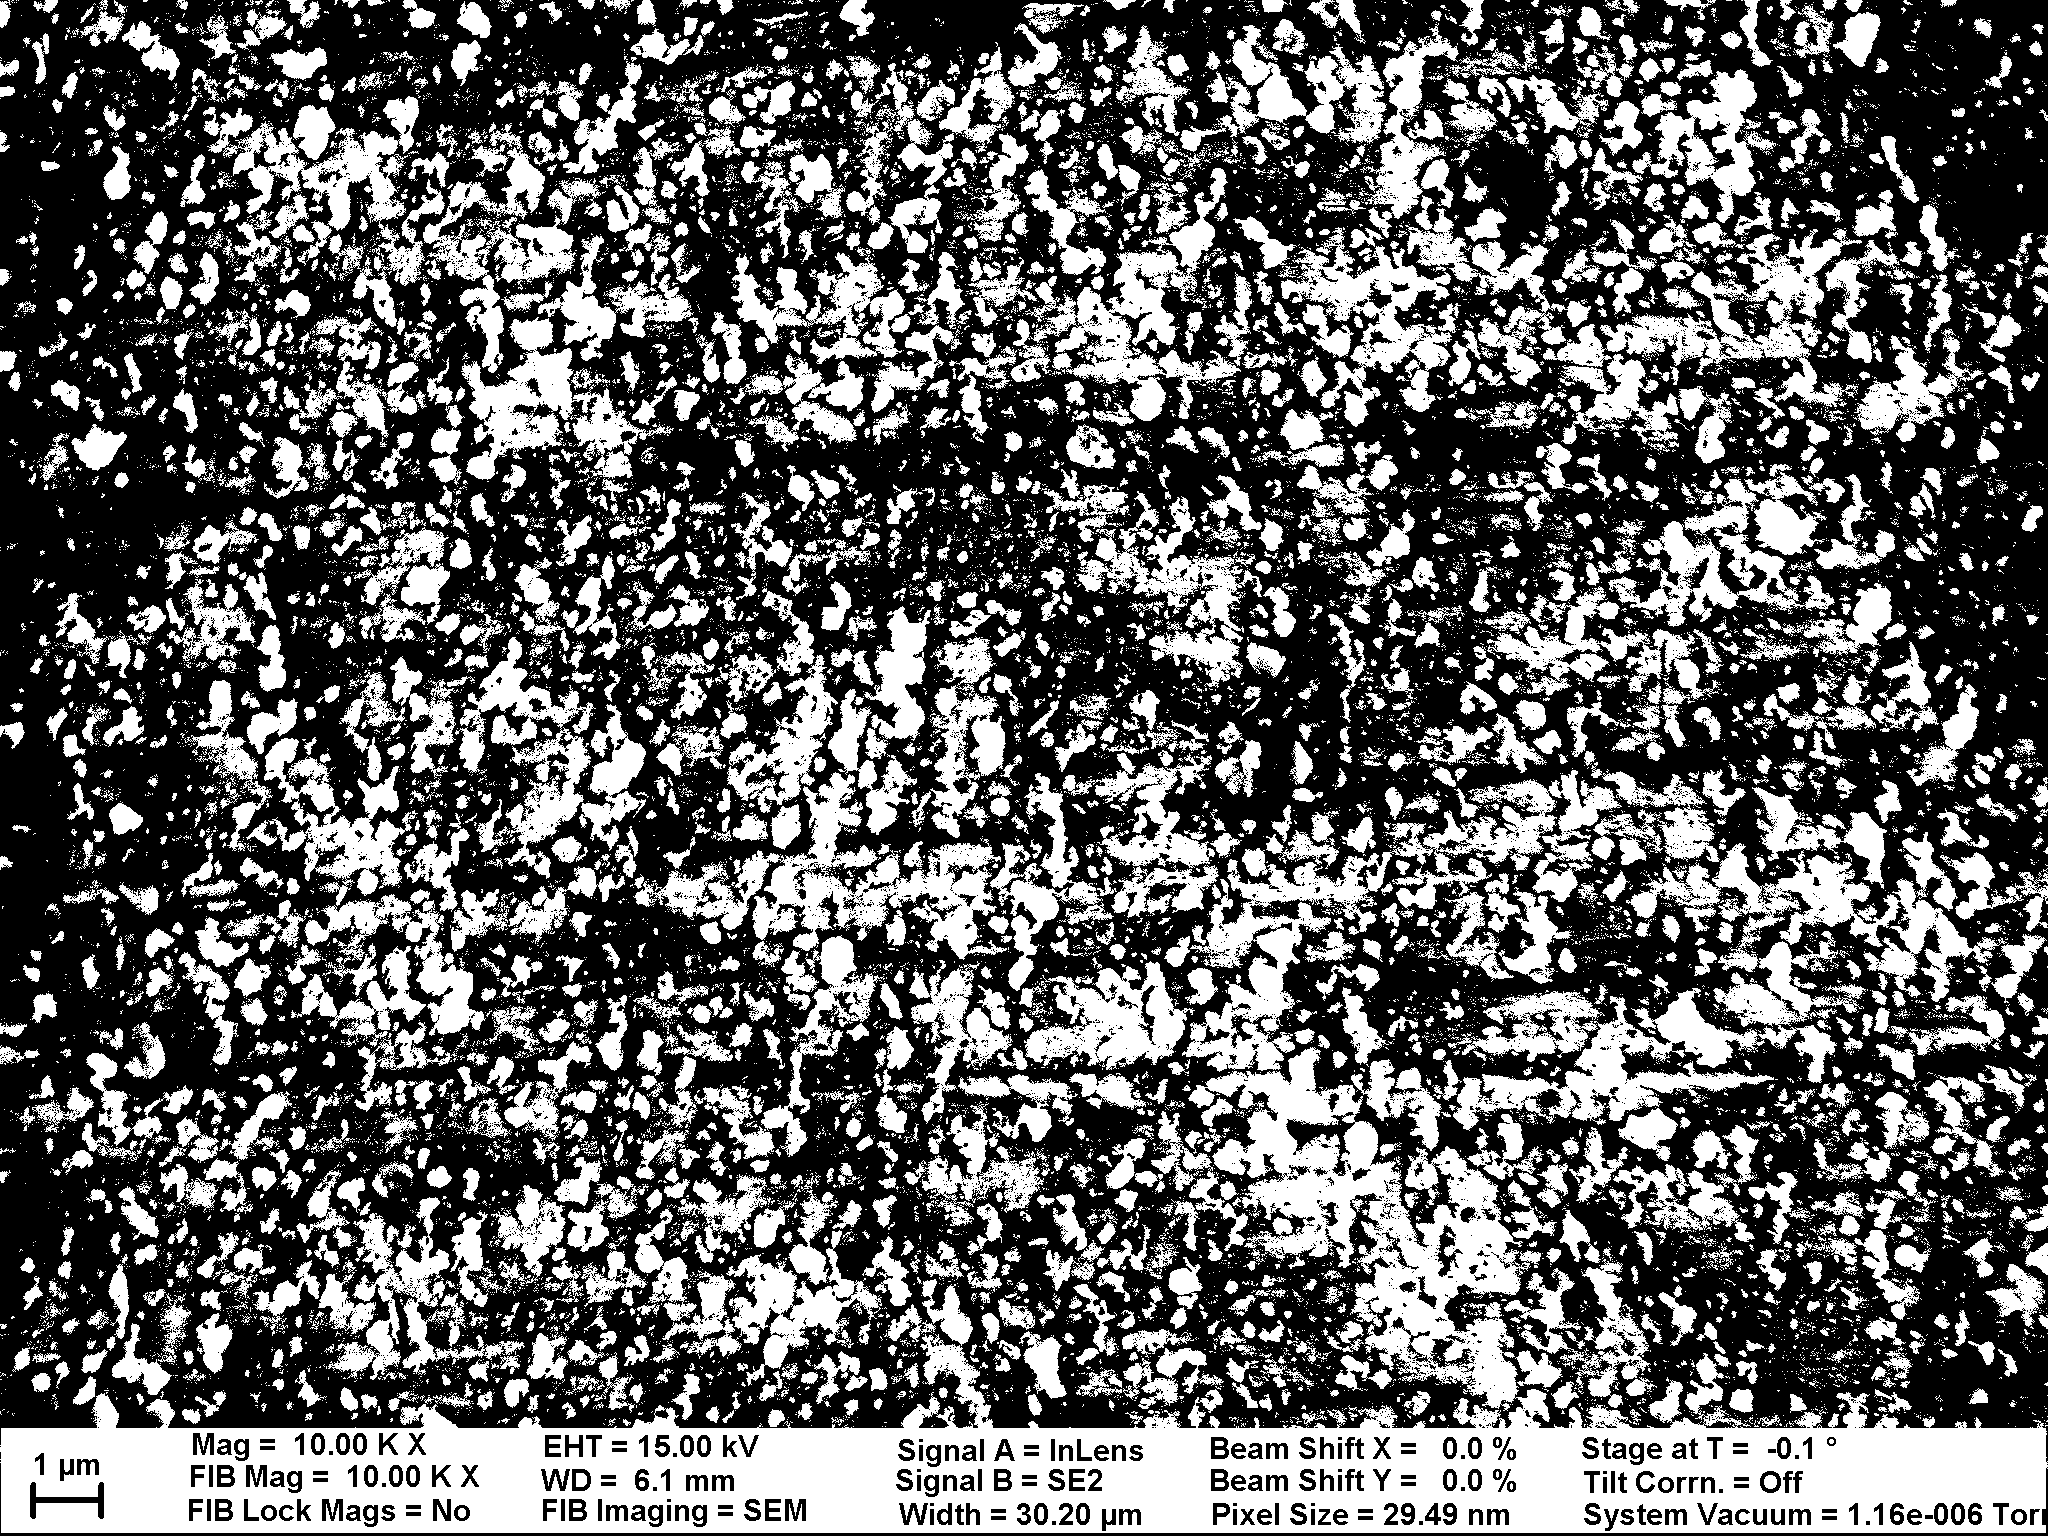 1 µm
Mag = 10.00 K X
FIB Mag = 10.00 K X
FIB Lock Mags = No
EHT = 15.00 kV
WD = 6.1 mm
FIB Imaging = SEM
Signal A = InLens
Signal B = SE2
Width = 30.20 µm
Beam Shift X = 0.0 %
Beam Shift Y = 0.0 %
Pixel Size = 29.49 nm
Stage at T = -0.1 °
Tilt Corrn. = Off
System Vacuum = 1.16e-006 Torr